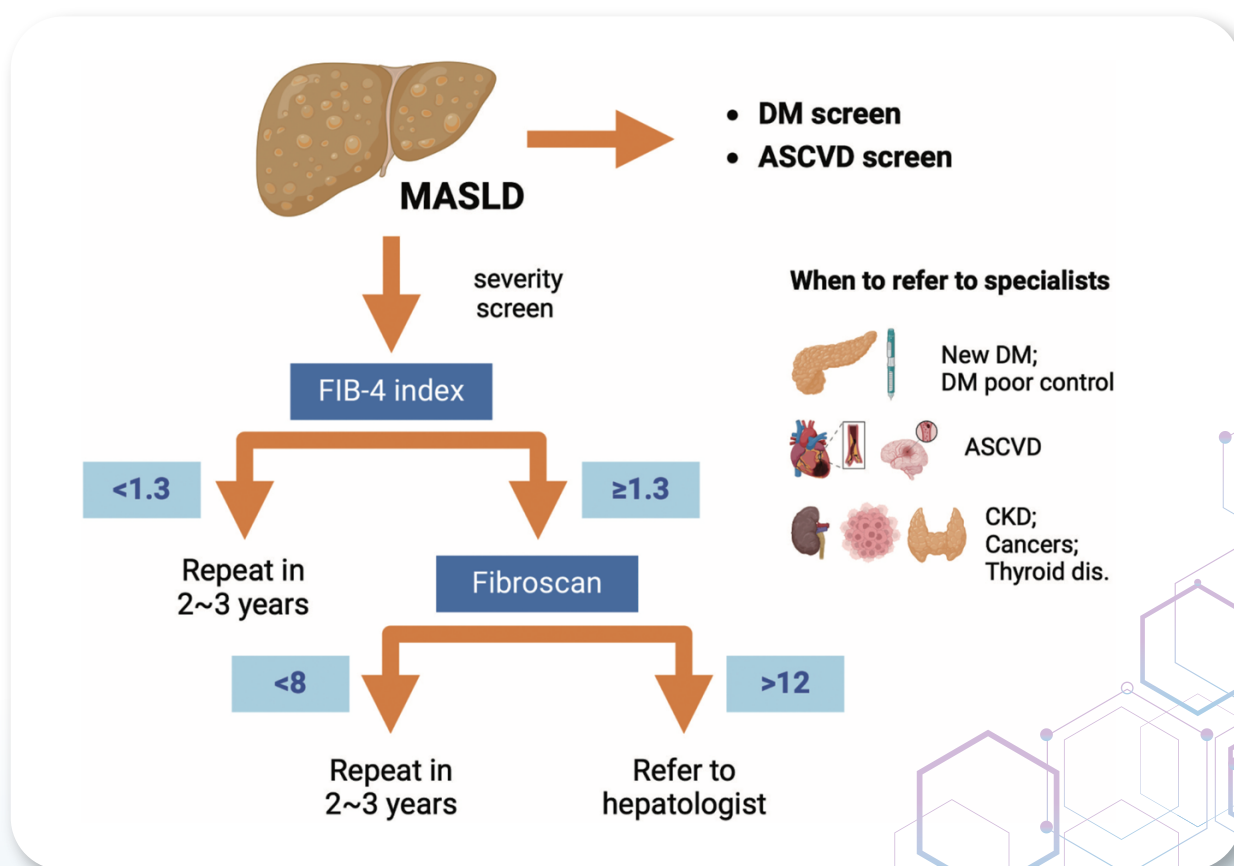 MASLD
• DM screen
• ASCVD screen
severity
screen
FIB-4 index
<1.3
≥1.3
Repeat in
2~3 years
Fibroscan
<8
>12
Repeat in
2~3 years
Refer to
hepatologist
When to refer to specialists
New DM;
DM poor control
ASCVD
CKD;
Cancers;
Thyroid dis.